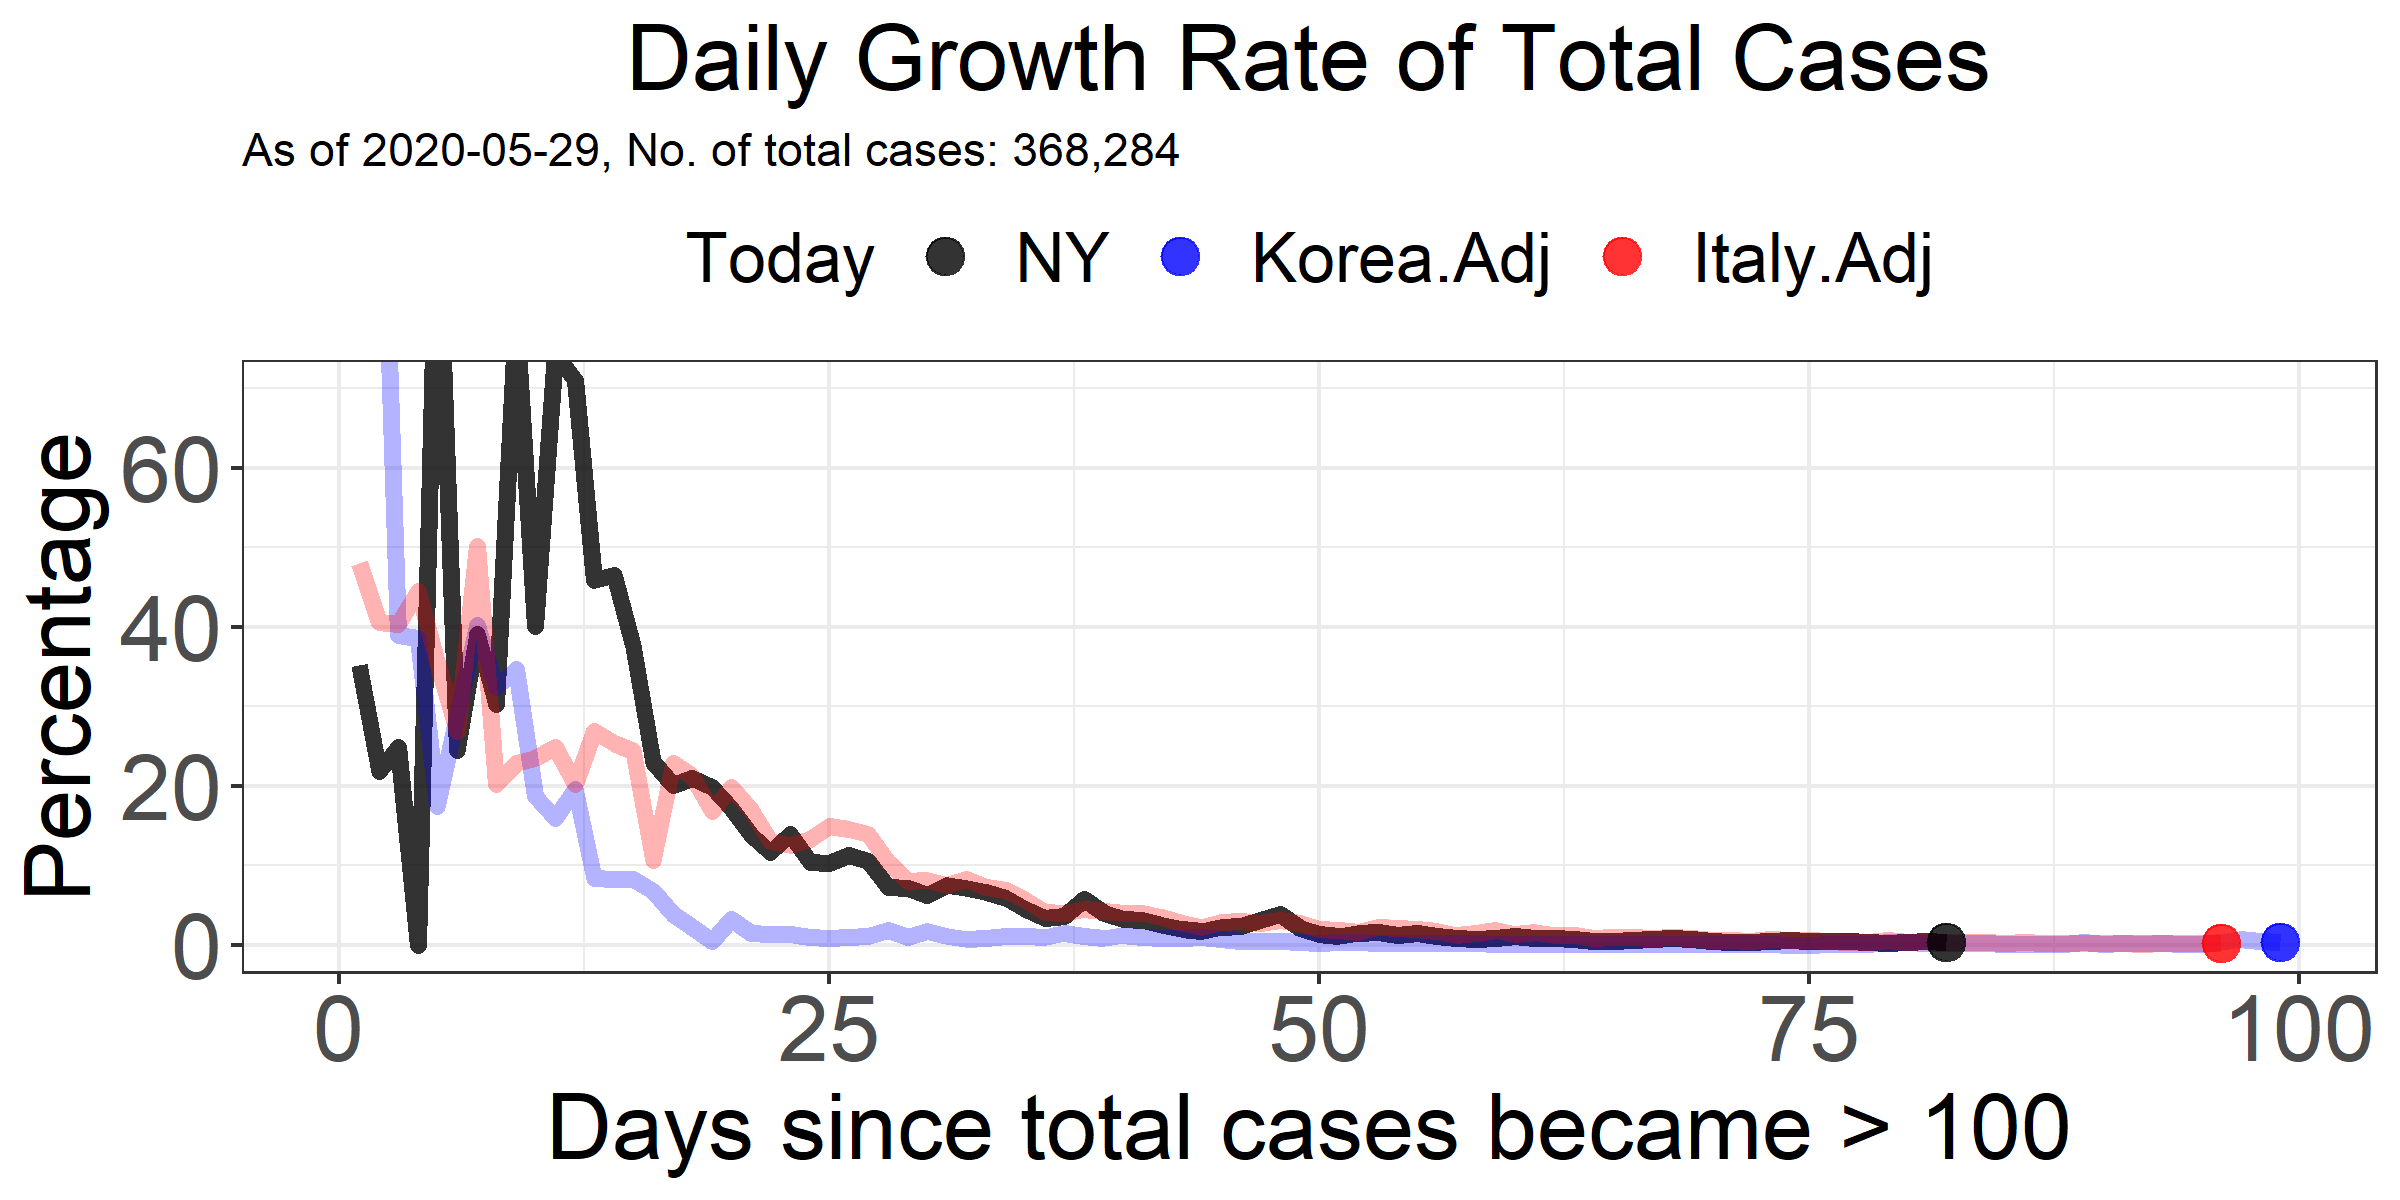 Daily Growth Rate of Total Cases
As of 2020-05-29, No. of total cases: 368,284
Today NY Korea.Adj Italy.Adj
Percentage
60
40
20
0
0 25 50 75 100
Days since total cases became > 100